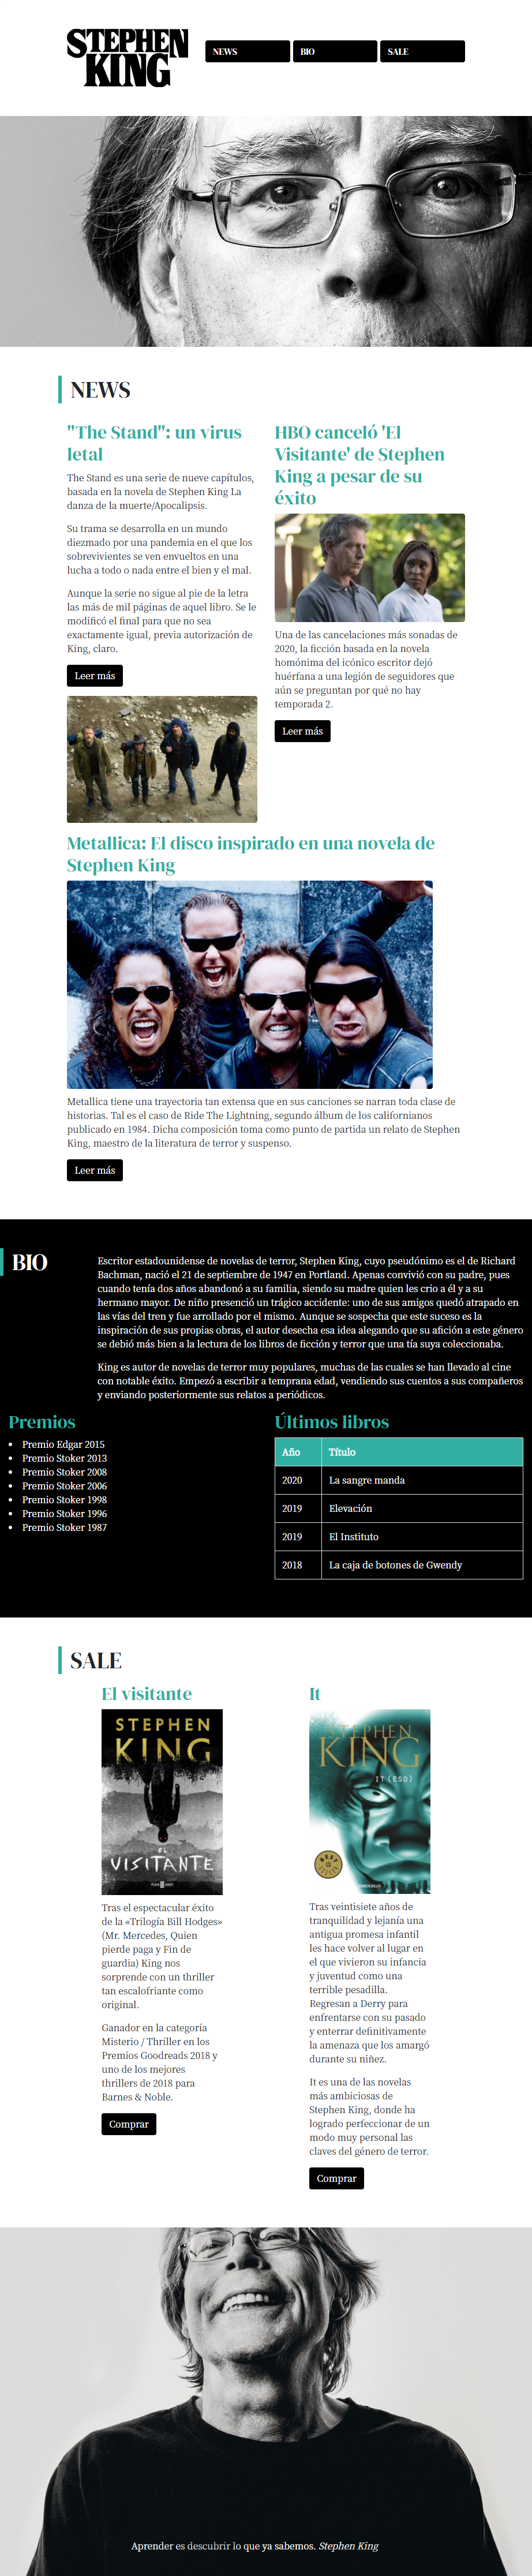 STEPHEN
KING
NEWS
BIO
SALE
NEWS
"The Stand": un virus
letal
The Stand es una serie de nueve capítulos,
basada en la novela de Stephen King La
danza de la muerte/Apocalipsis.
Su trama se desarrolla en un mundo
diezmado por una pandemia en el que los
sobrevivientes se ven envueltos en una
lucha a todo o nada entre el bien y el mal.
Aunque la serie no sigue al pie de la letra
las más de mil páginas de aquel libro. Se le
modificó el final para que no sea
exactamente igual, previa autorización de
King, claro.
Leer más
HBO canceló 'El
Visitante' de Stephen
King a pesar de su
éxito
Una de las cancelaciones más sonadas de
2020, la ficción basada en la novela
homónima del icónico escritor dejó
huérfana a una legión de seguidores que
aún se preguntan por qué no hay
temporada 2.
Leer más
Metallica: El disco inspirado en una novela de
Stephen King
Metallica tiene una trayectoria tan extensa que en sus canciones se narran toda clase de
historias. Tal es el caso de Ride The Lightning, segundo álbum de los californianos
publicado en 1984. Dicha composición toma como punto de partida un relato de Stephen
King, maestro de la literatura de terror y suspenso.
Leer más
BIO
Escritor estadounidense de novelas de terror, Stephen King, cuyo pseudónimo es el de Richard
Bachman, nació el 21 de septiembre de 1947 en Portland. Apenas convivió con su padre, pues
cuando tenía dos años abandonó a su familia, siendo su madre quien les crio a él y a su
hermano mayor. De niño presenció un trágico accidente: uno de sus amigos quedó atrapado en
las vías del tren y fue arrollado por el mismo. Aunque se sospecha que este suceso es la
inspiración de sus propias obras, el autor desecha esa idea alegando que su afición a este género
se debió más bien a la lectura de los libros de ficción y terror que una tía suya coleccionaba.
King es autor de novelas de terror muy populares, muchas de las cuales se han llevado al cine
con notable éxito. Empezó a escribir a temprana edad, vendiendo sus cuentos a sus compañeros
y enviando posteriormente sus relatos a periódicos.
Premios
Premio Edgar 2015
Premio Stoker 2013
Premio Stoker 2008
Premio Stoker 2006
Premio Stoker 1998
Premio Stoker 1996
Premio Stoker 1987
Últimos libros
Año Título
2020 La sangre manda
2019 Elevación
2019 El Instituto
2018 La caja de botones de Gwendy
SALE
El visitante
STEPHEN
KING
EL
VISITANTE
Tras el espectacular éxito
de la «Trilogía Bill Hodges»
(Mr. Mercedes, Quien
pierde paga y Fin de
guardia) King nos
sorprende con un thriller
tan escalofriante como
original.
Ganador en la categoría
Misterio / Thriller en los
Premios Goodreads 2018 y
uno de los mejores
thrillers de 2018 para
Barnes & Noble.
Comprar
It
STEPHEN
KING
IT (ESO)
Tras veintisiete años de
tranquilidad y lejanía una
antigua promesa infantil
les hace volver al lugar en
el que vivieron su infancia
y juventud como una
terrible pesadilla.
Regresan a Derry para
enfrentarse con su pasado
y enterrar definitivamente
la amenaza que los amargó
durante su niñez.
It es una de las novelas
más ambiciosas de
Stephen King, donde ha
logrado perfeccionar de un
modo muy personal las
claves del género de terror.
Comprar
Aprender es descubrir lo que ya sabemos. Stephen King